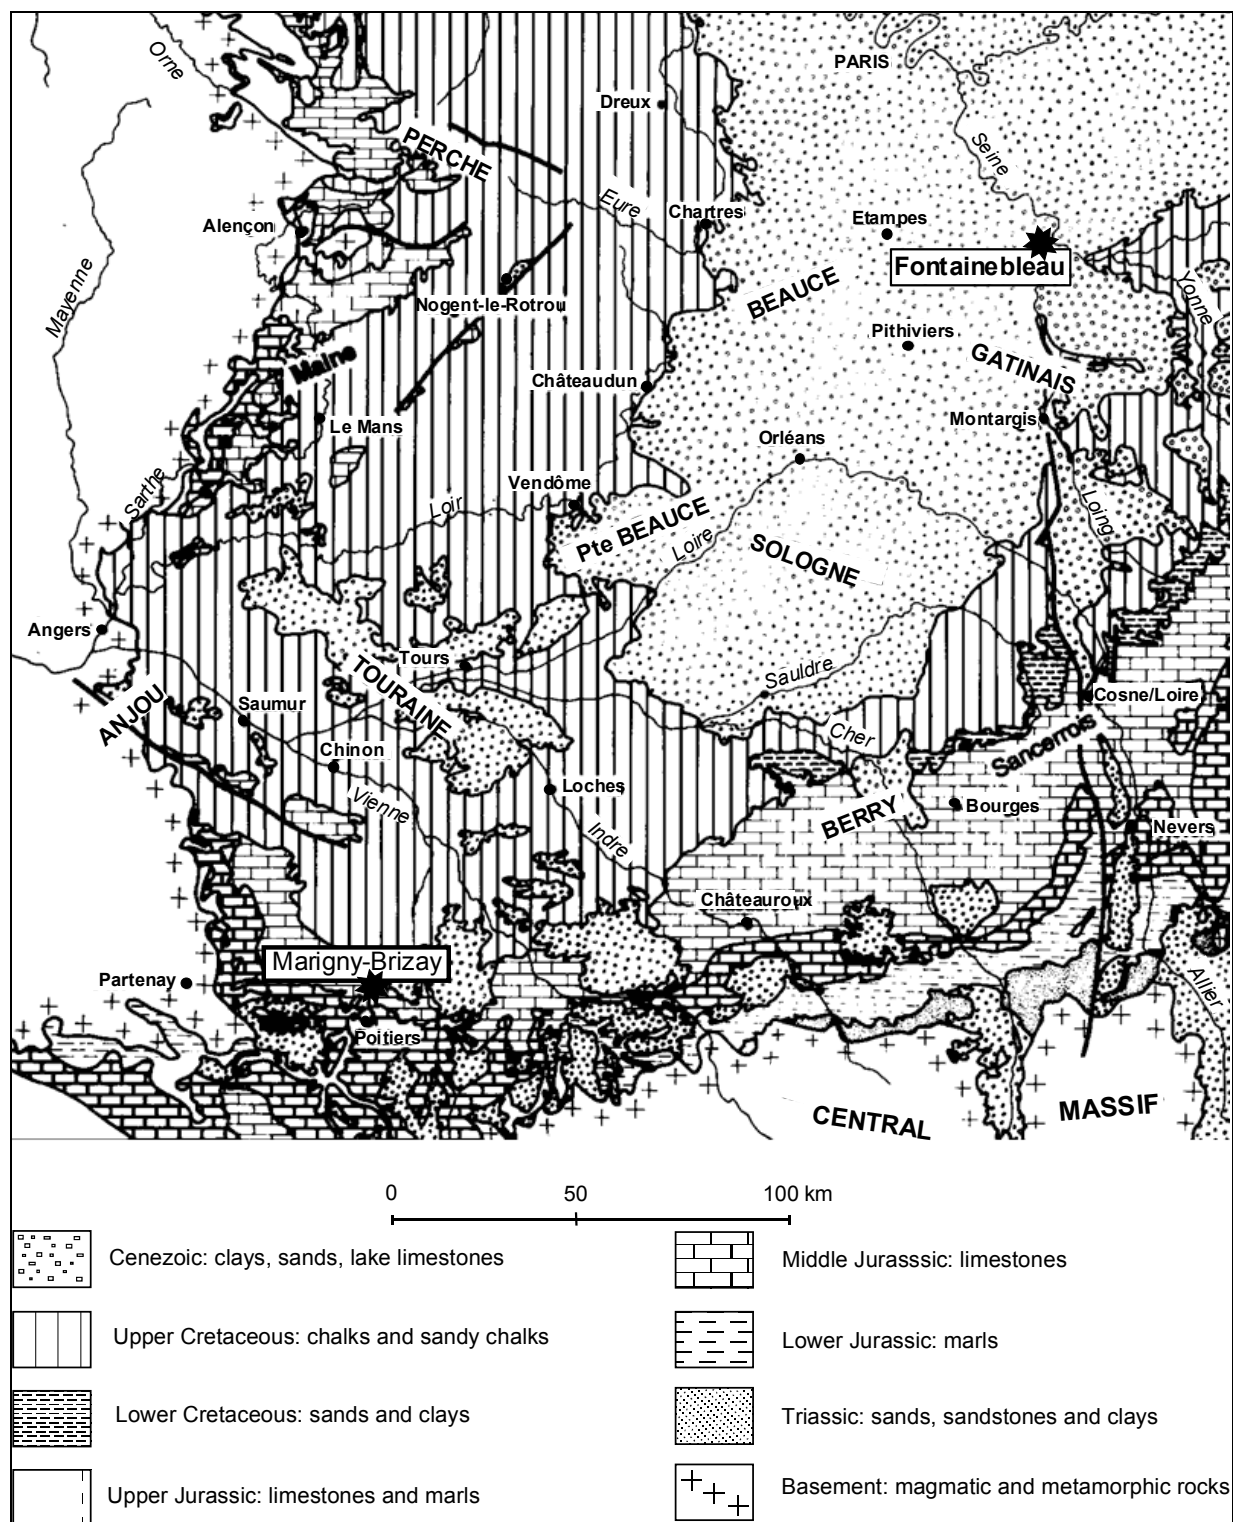 Orne
PARIS
Dreux
PERCHE
Seine
Eure
Chartres
Etampes
Alençon
Fontainebleau
Mayenne
BEAUCE
Yonne
Nogent-le-Rotrou
Pithiviers
GATINAIS
Maine
Châteaudun
Le Mans
Montargis
Orléans
Sarthe
Vendôme
Loir
Pte BEAUCE
Loire
Loing
SOLOGNE
Angers
Tours
TOURAINE
Sauldre
Cosne/Loire
ANJOU
Saumur
Cher
Sancerrois
Chinon
Loches
Vienne
BERRY
Bourges
Indre
Nevers
Châteauroux
Marigny-Brizay
Partenay
Allier
Poitiers
CENTRAL
MASSIF
0 50 100 km
Cenezoic: clays, sands, lake limestones
Middle Jurasssic: limestones
Upper Cretaceous: chalks and sandy chalks
Lower Jurassic: marls
Lower Cretaceous: sands and clays
Triassic: sands, sandstones and clays
Upper Jurassic: limestones and marls
Basement: magmatic and metamorphic rocks